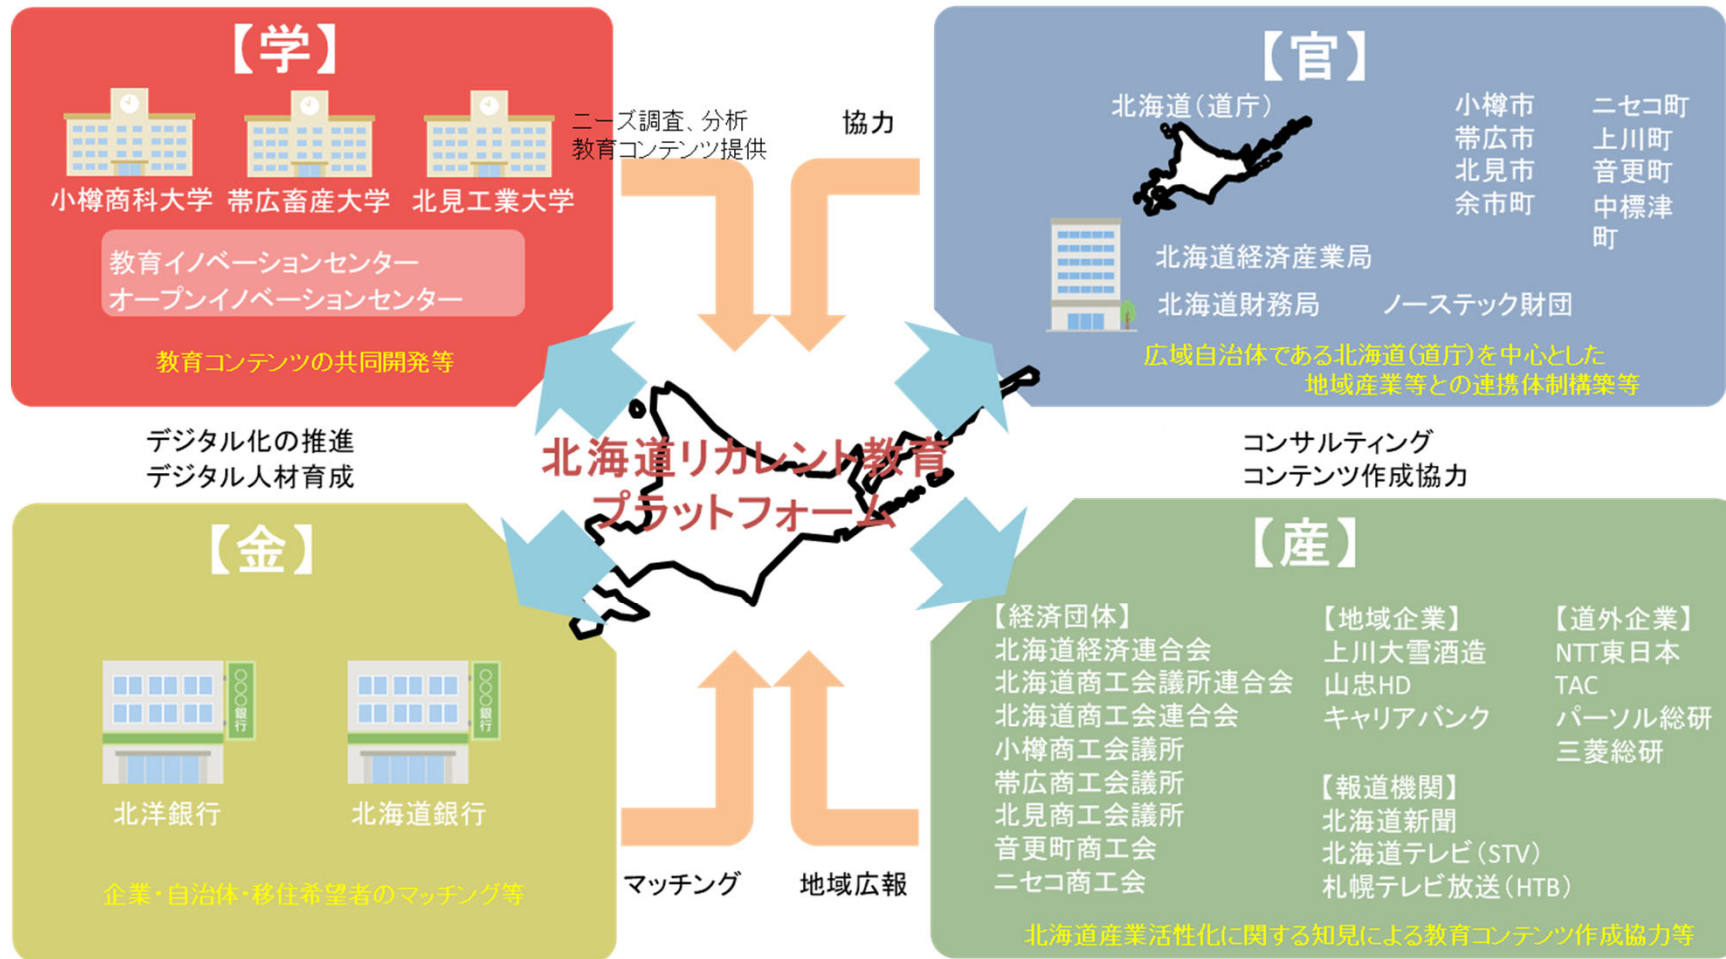 【学】
小樽商科大学
帯広畜産大学
北見工業大学
教育イノベーションセンター
オープンイノベーションセンター
教育コンテンツの共同開発等
ニーズ調査、分析
教育コンテンツ提供
協力
【官】
北海道(道庁)
小樽市
帯広市
北見市
余市町
ニセコ町
上川町
音更町
中標津
町
北海道経済産業局
北海道財務局
ノーステック財団
広域自治体である北海道(道庁)を中心とした
地域産業等との連携体制構築等
デジタル化の推進
デジタル人材育成
北海道リカレント教育
プラットフォーム
コンサルティング
コンテンツ作成協力
【金】
〇〇〇銀行
〇〇〇銀行
北洋銀行
北海道銀行
企業・自治体・移住希望者のマッチング等
マッチング
地域広報
【産】
【経済団体】
北海道経済連合会
北海道商工会議所連合会
北海道商工会連合会
小樽商工会議所
帯広商工会議所
北見商工会議所
音更町商工会
ニセコ商工会
【地域企業】
上川大雪酒造
山忠HD
キャリアバンク
【道外企業】
NTT東日本
TAC
パーソル総研
三菱総研
【報道機関】
北海道新聞
北海道テレビ(STV)
札幌テレビ放送(HTB)
北海道産業活性化に関する知見による教育コンテンツ作成協力等